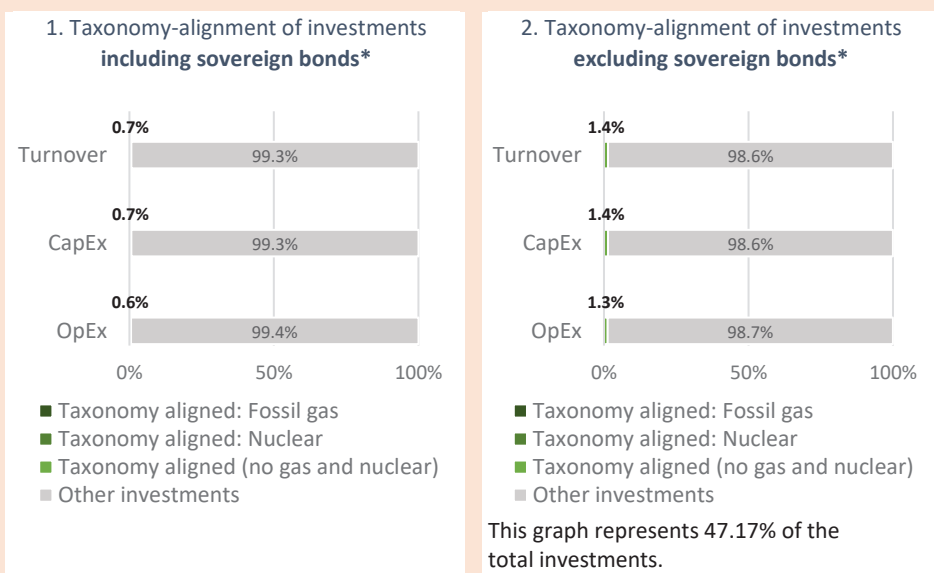 1. Taxonomy-alignment of investments
including sovereign bonds*
0.7%
Turnover 99.3%
0.7%
CapEx 99.3%
0.6%
OpEx 99.4%
0% 50% 100%
Taxonomy aligned: Fossil gas
Taxonomy aligned: Nuclear
Taxonomy aligned (no gas and nuclear)
Other investments
2. Taxonomy-alignment of investments
excluding sovereign bonds*
1.4%
Turnover 98.6%
1.4%
CapEx 98.6%
1.3%
OpEx 98.7%
0% 50% 100%
Taxonomy aligned: Fossil gas
Taxonomy aligned: Nuclear
Taxonomy aligned (no gas and nuclear)
Other investments
This graph represents 47.17% of the
total investments.